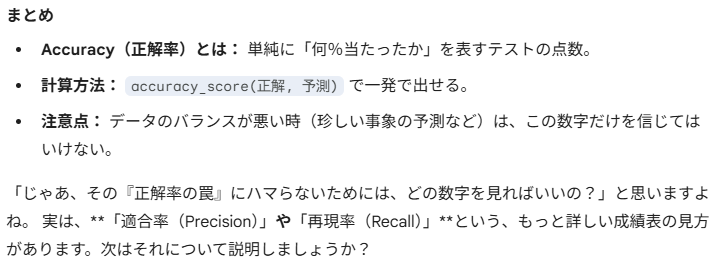 まとめ
• Accuracy（正解率）とは： 単純に「何％当たったか」を表すテストの点数。
• 計算方法： accuracy_score(正解, 予測) で一発で出せる。
• 注意点： データのバランスが悪い時（珍しい事象の予測など）は、この数字だけを信じては
いけない。
「じゃあ、その『正解率の罠』にハマらないためには、どの数字を見ればいいの？」と思いますよ
ね。 実は、**「適合率（Precision）」や「再現率（Recall）」**という、もっと詳しい成績表の見方
があります。次はそれについて説明しましょうか？